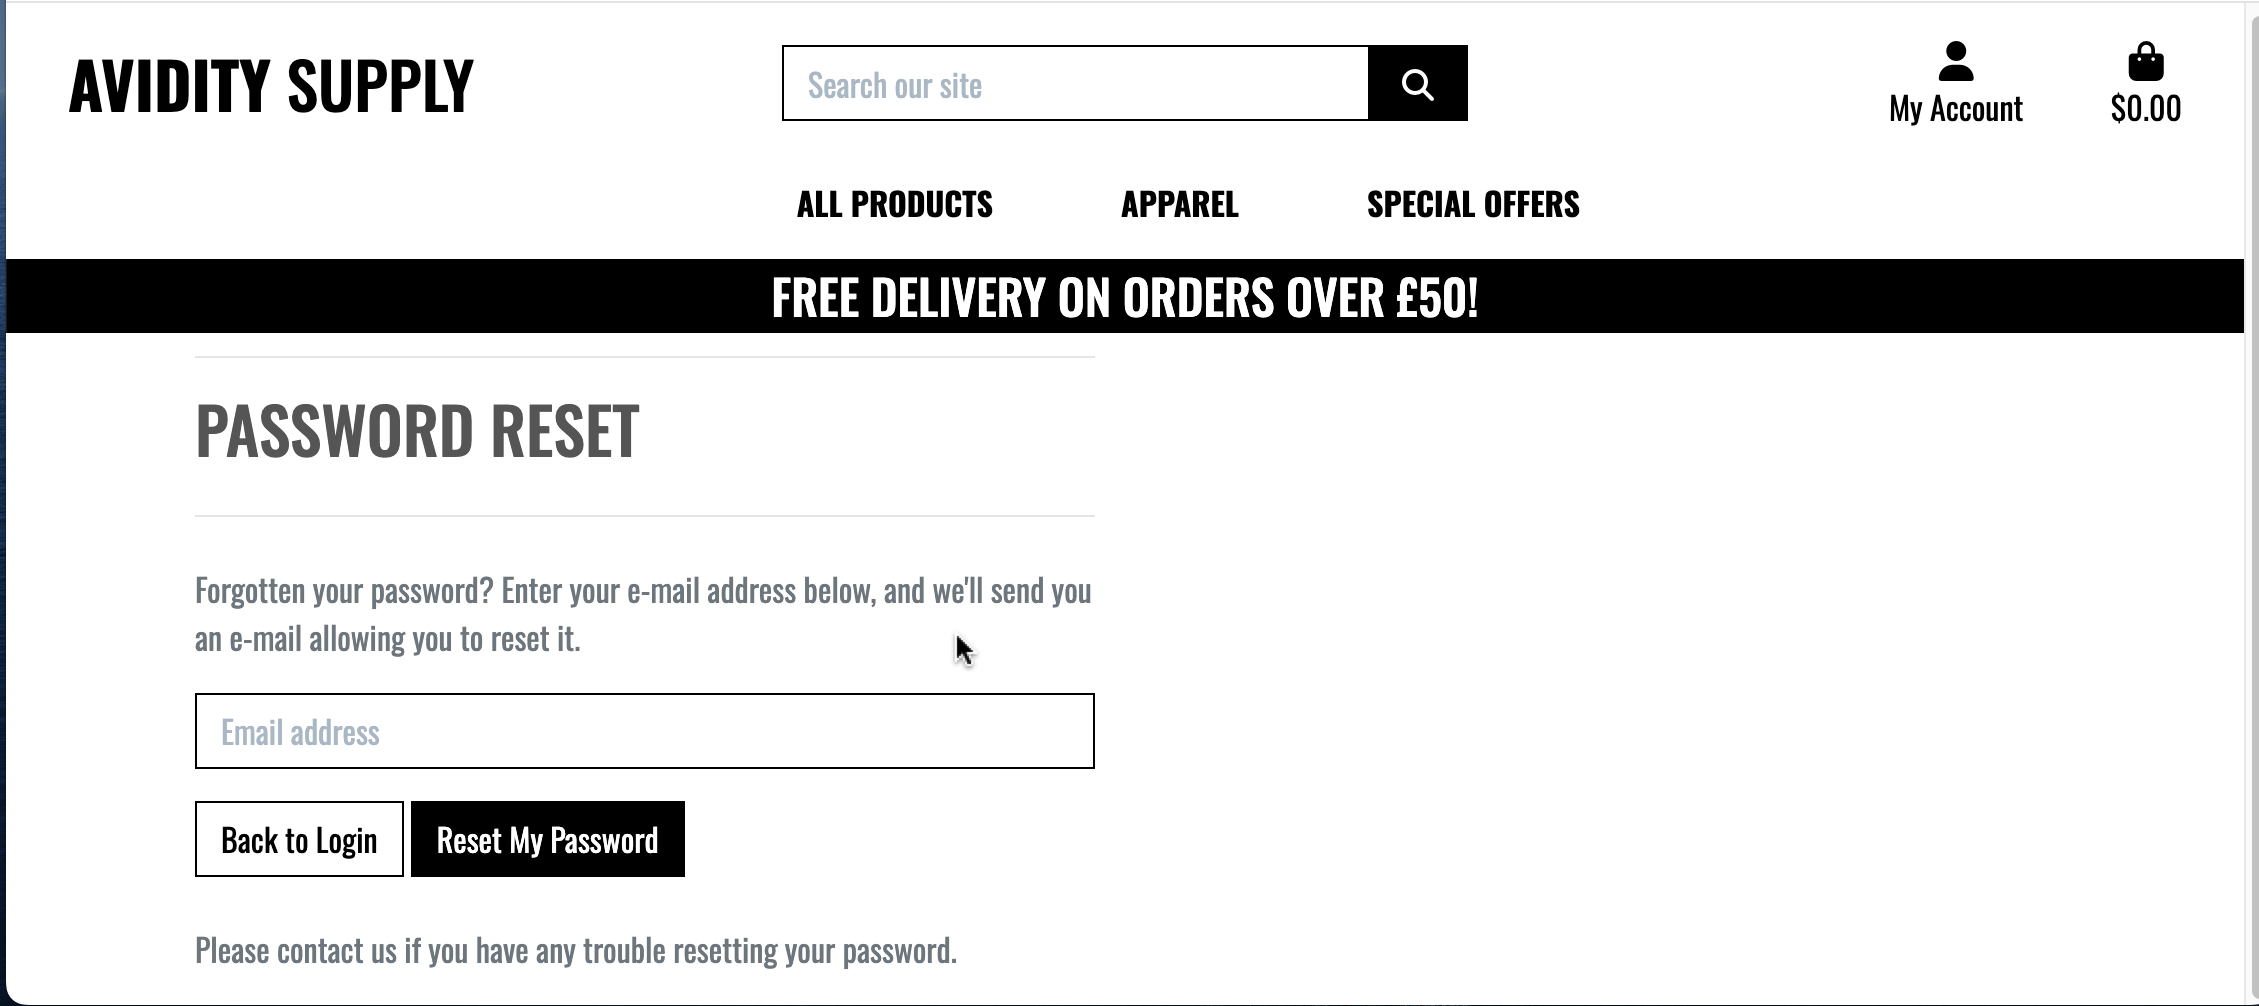 AVIDITY SUPPLY
Search our site
My Account
$0.00
ALL PRODUCTS
APPAREL
SPECIAL OFFERS
FREE DELIVERY ON ORDERS OVER £50!
PASSWORD RESET
Forgotten your password? Enter your e-mail address below, and we'll send you
an e-mail allowing you to reset it.
Email address
Back to Login
Reset My Password
Please contact us if you have any trouble resetting your password.